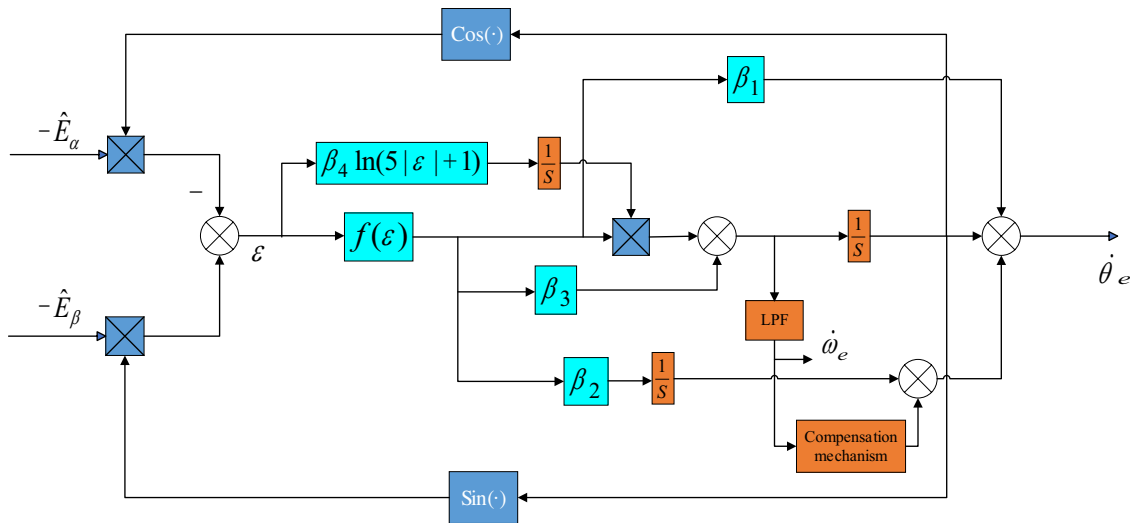 Cos(·)
β₁
−Ê_α
β₄ ln(5 | ε | +1)
1/S
−
ε
f(ε)
1/S
β₃
−Ê_β
LPF
ω̇_e
θ̇_e
β₂
1/S
Compensation
mechanism
Sin(·)